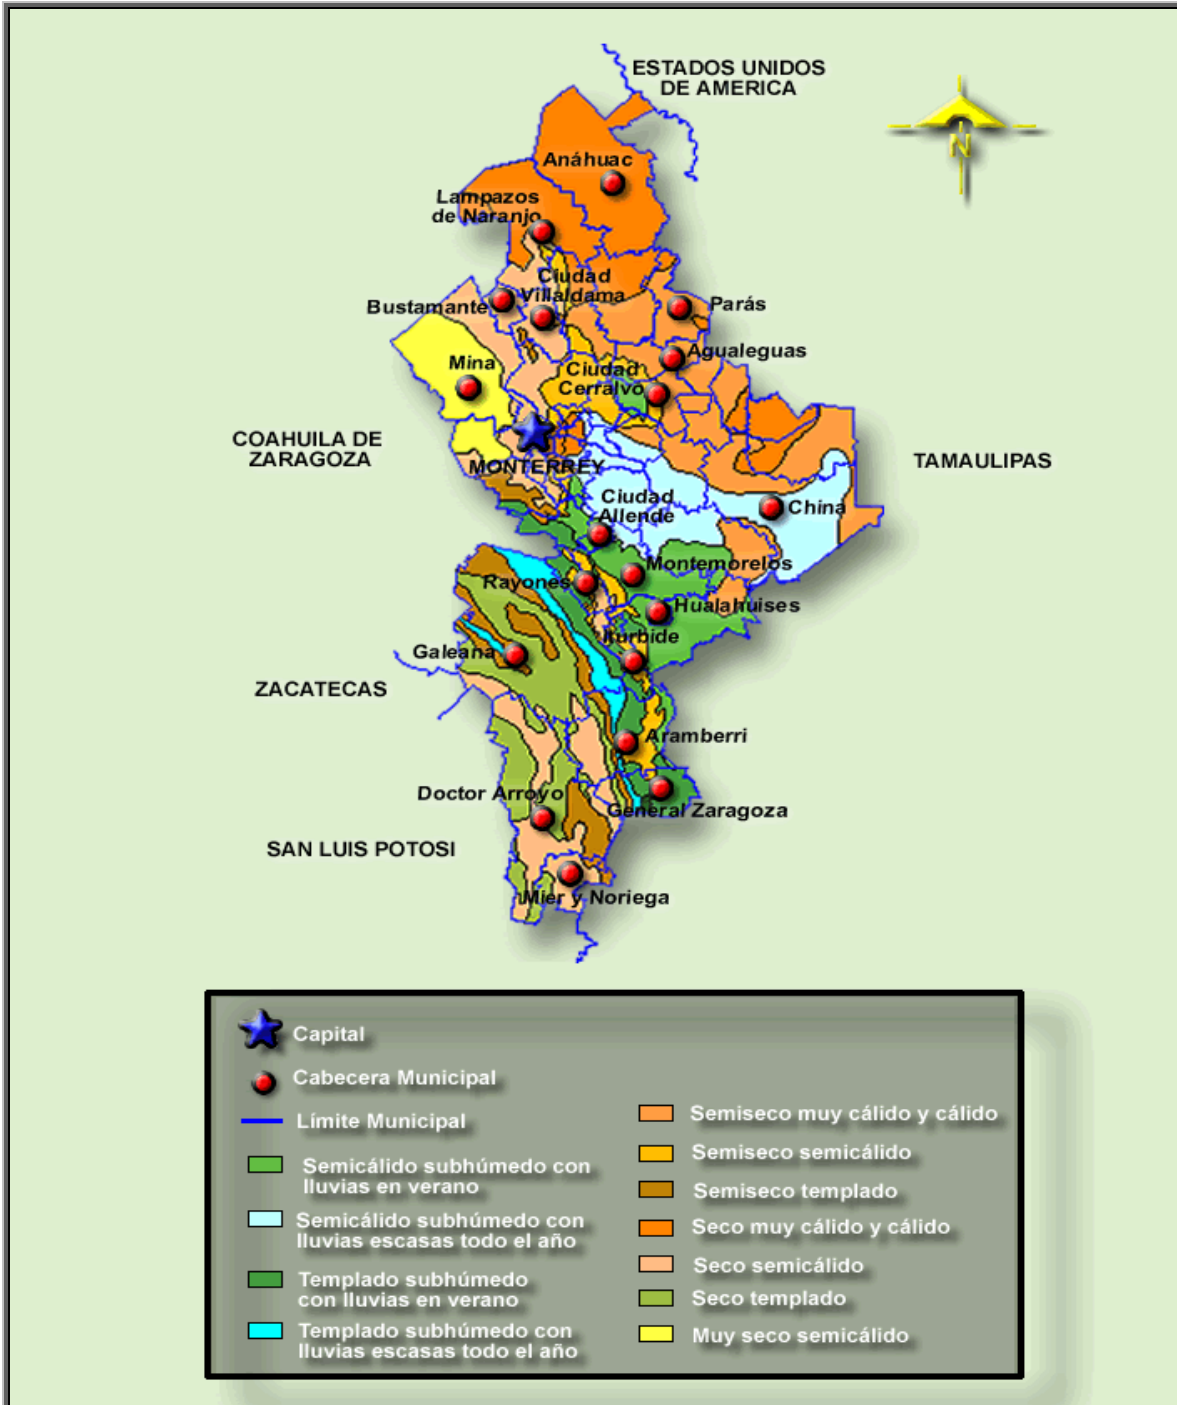 ESTADOS UNIDOS
DE AMERICA
N
Anáhuac
Lampazos
de Naranjo
Ciudad
Villaldama
Bustamante
Parás
Agualeguas
Mina
Ciudad
Cerralvo
COAHUILA DE
ZARAGOZA
MONTERREY
TAMAULIPAS
Ciudad
Allende
China
Montemorelos
Rayones
Hualahuises
Iturbide
Galeana
ZACATECAS
Aramberri
Doctor Arroyo
General Zaragoza
SAN LUIS POTOSI
Mier y Noriega
Capital
Cabecera Municipal
Límite Municipal
Semicálido subhúmedo con
lluvias en verano
Semicálido subhúmedo con
lluvias escasas todo el año
Templado subhúmedo
con lluvias en verano
Templado subhúmedo con
lluvias escasas todo el año
Semiseco muy cálido y cálido
Semiseco semicálido
Semiseco templado
Seco muy cálido y cálido
Seco semicálido
Seco templado
Muy seco semicálido